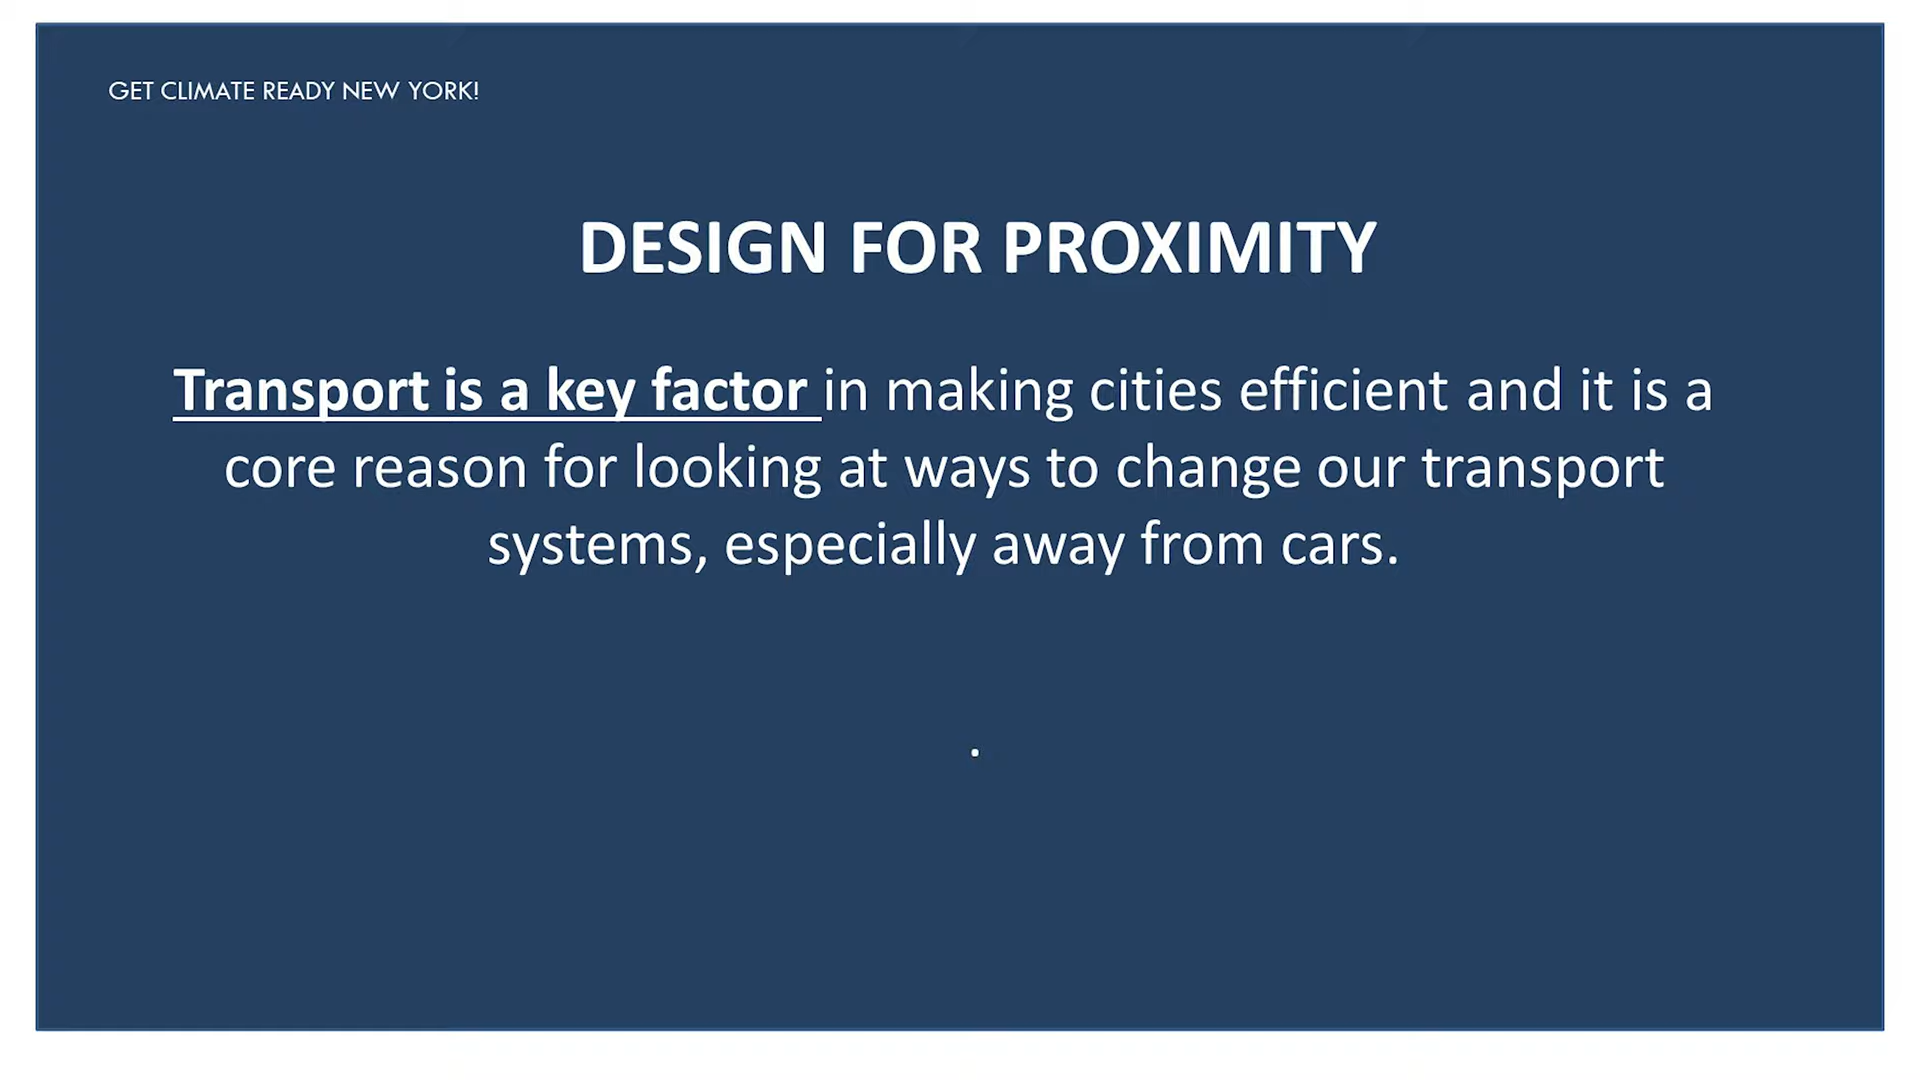 GET CLIMATE READY NEW YORK!
DESIGN FOR PROXIMITY
Transport is a key factor in making cities efficient and it is a
core reason for looking at ways to change our transport
systems, especially away from cars.
.